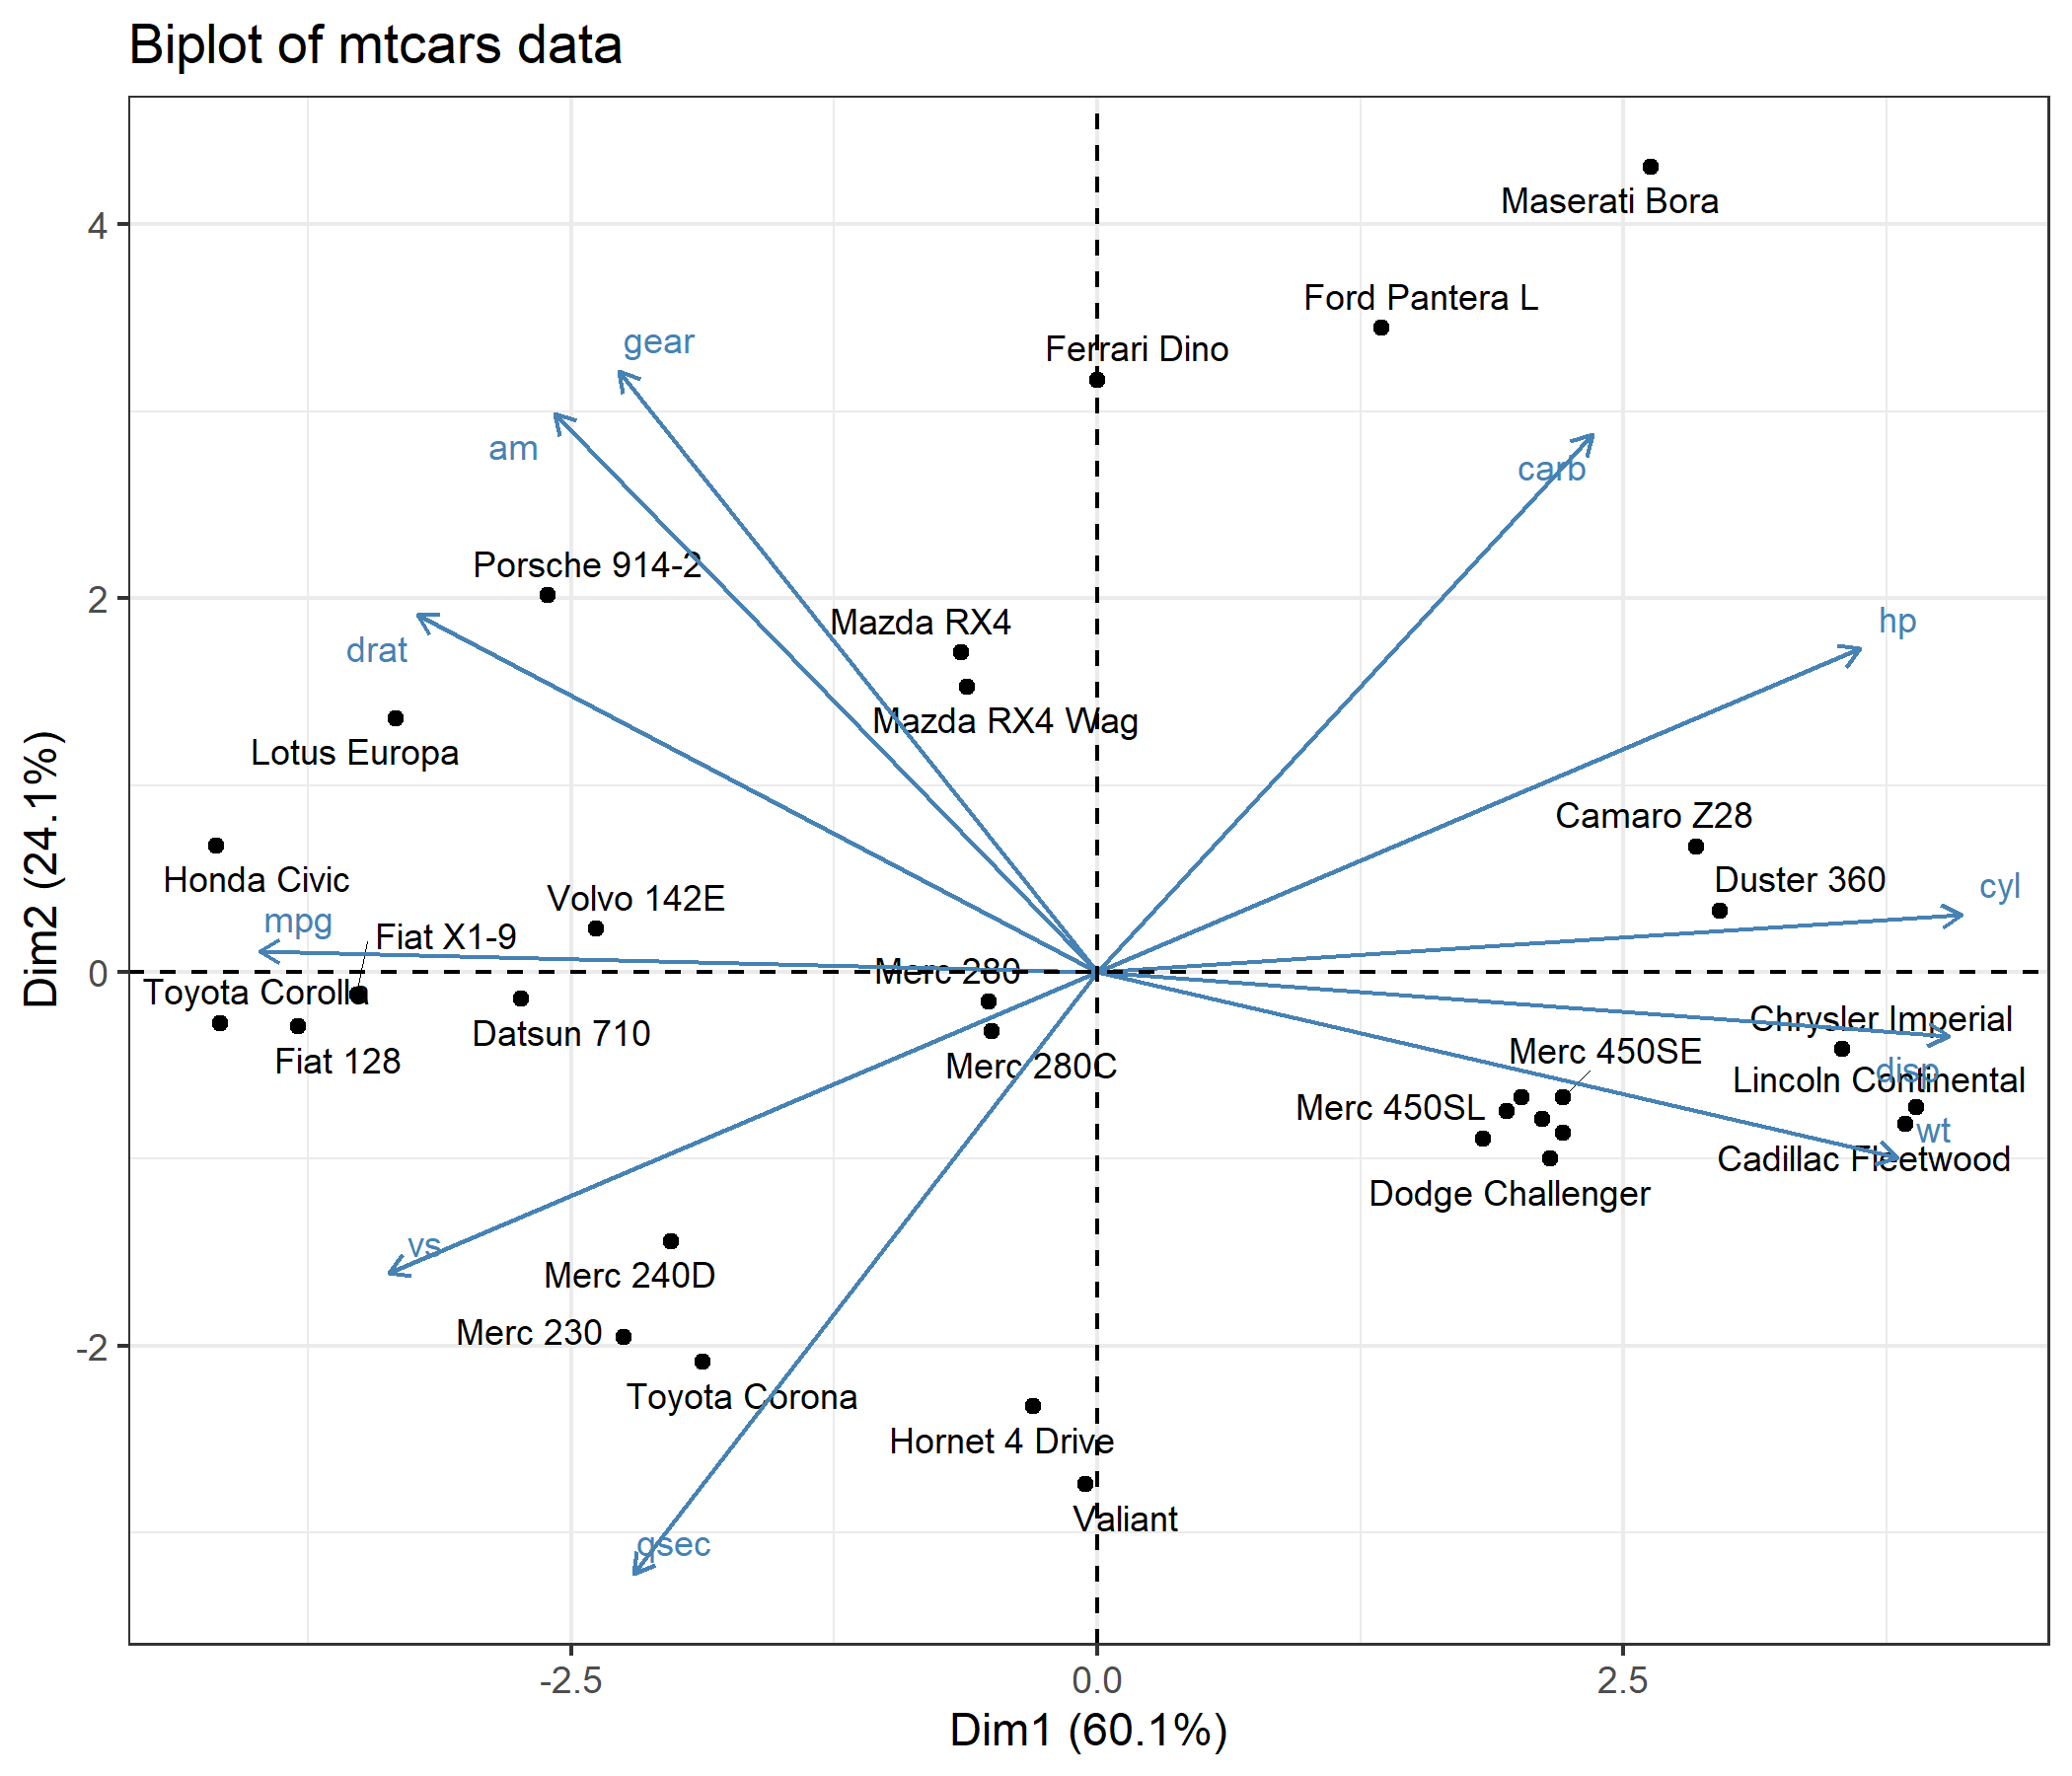 Biplot of mtcars data
Maserati Bora
4
Ford Pantera L
gear
Ferrari Dino
am
carb
Porsche 914-2
2
Mazda RX4
hp
drat
Mazda RX4 Wag
Lotus Europa
Camaro Z28
Honda Civic
Duster 360
cyl
Volvo 142E
mpg
Fiat X1-9
Dim2 (24.1%)
0
Merc 280
Toyota Corolla
Chrysler Imperial
Datsun 710
Merc 450SE
Fiat 128
Merc 280C
disp
Lincoln Continental
Merc 450SL
wt
Cadillac Fleetwood
Dodge Challenger
vs
Merc 240D
Merc 230
-2
Toyota Corona
Hornet 4 Drive
Valiant
qsec
-2.5
0.0
2.5
Dim1 (60.1%)